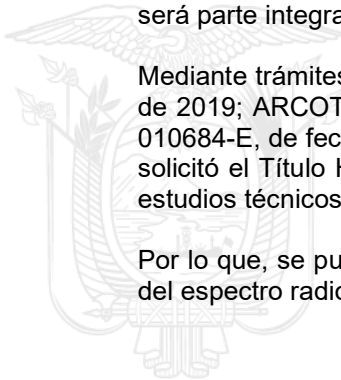 será parte integra
Mediante trámites
de 2019; ARCOT
010684-E, de fec
solicitó el Título H
estudios técnicos
Por lo que, se pu
del espectro radio